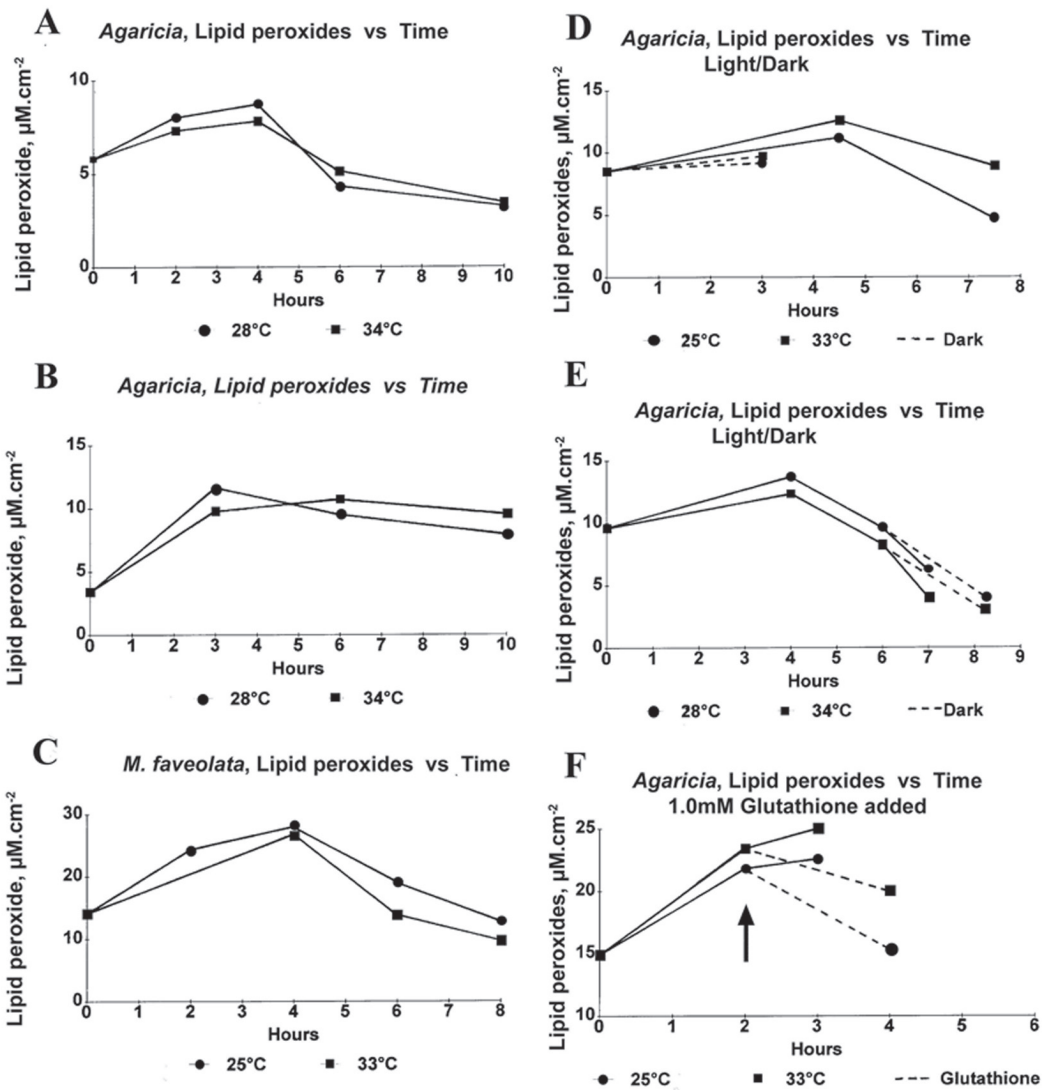 A
Agaricia, Lipid peroxides vs Time
Lipid peroxide, µM.cm-2
10
5
0
0 1 2 3 4 5 6 7 8 9 10
Hours
28°C 34°C
B
Agaricia, Lipid peroxides vs Time
Lipid peroxide, µM.cm-2
15
10
5
0
0 1 2 3 4 5 6 7 8 9 10
Hours
28°C 34°C
C
M. faveolata, Lipid peroxides vs Time
Lipid peroxide, µM.cm-2
30
20
10
0
0 1 2 3 4 5 6 7 8
Hours
25°C 33°C
D
Agaricia, Lipid peroxides vs Time
Light/Dark
Lipid peroxides, µM.cm-2
15
10
5
0
0 1 2 3 4 5 6 7 8
Hours
25°C 33°C Dark
E
Agaricia, Lipid peroxides vs Time
Light/Dark
Lipid peroxides, µM.cm-2
15
10
5
0
0 1 2 3 4 5 6 7 8 9
Hours
28°C 34°C Dark
F
Agaricia, Lipid peroxides vs Time
1.0mM Glutathione added
Lipid peroxides, µM.cm-2
25
20
15
10
0 1 2 3 4 5 6
Hours
25°C 33°C Glutathione